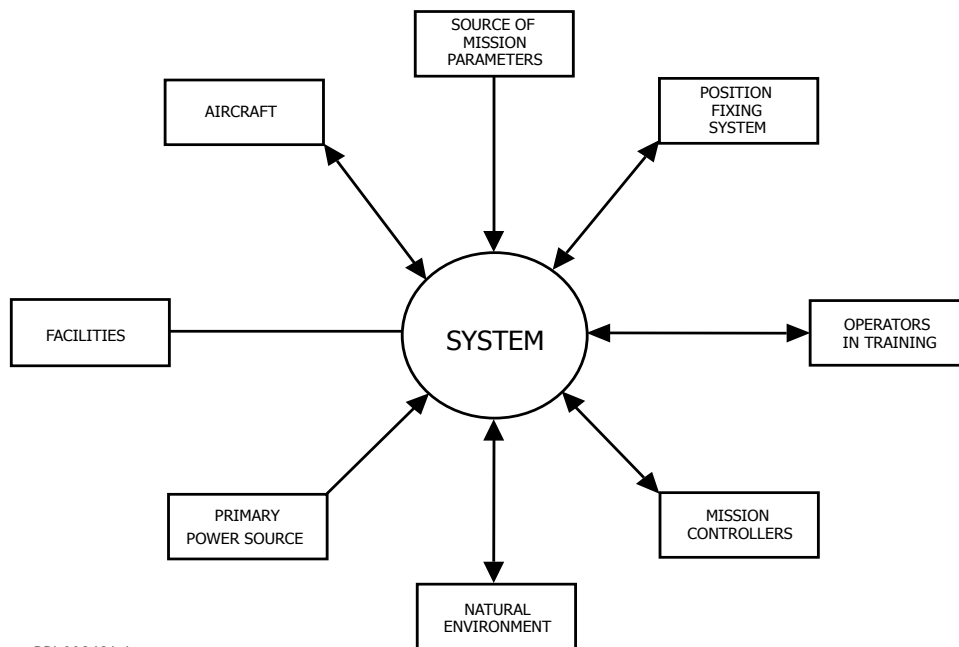 SOURCE OF
MISSION
PARAMETERS
AIRCRAFT
POSITION
FIXING
SYSTEM
FACILITIES
SYSTEM
OPERATORS
IN TRAINING
PRIMARY
POWER SOURCE
MISSION
CONTROLLERS
NATURAL
ENVIRONMENT